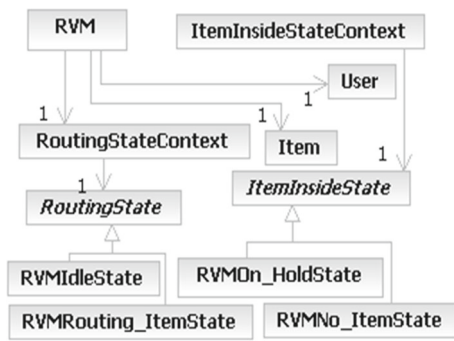 RVM
ItemInsideStateContext
User
1
1
1
RoutingStateContext
Item
1
1
RoutingState
ItemInsideState
RVMIdleState
RVMOn_HoldState
RVMRouting_ItemState
RVMNo_ItemState